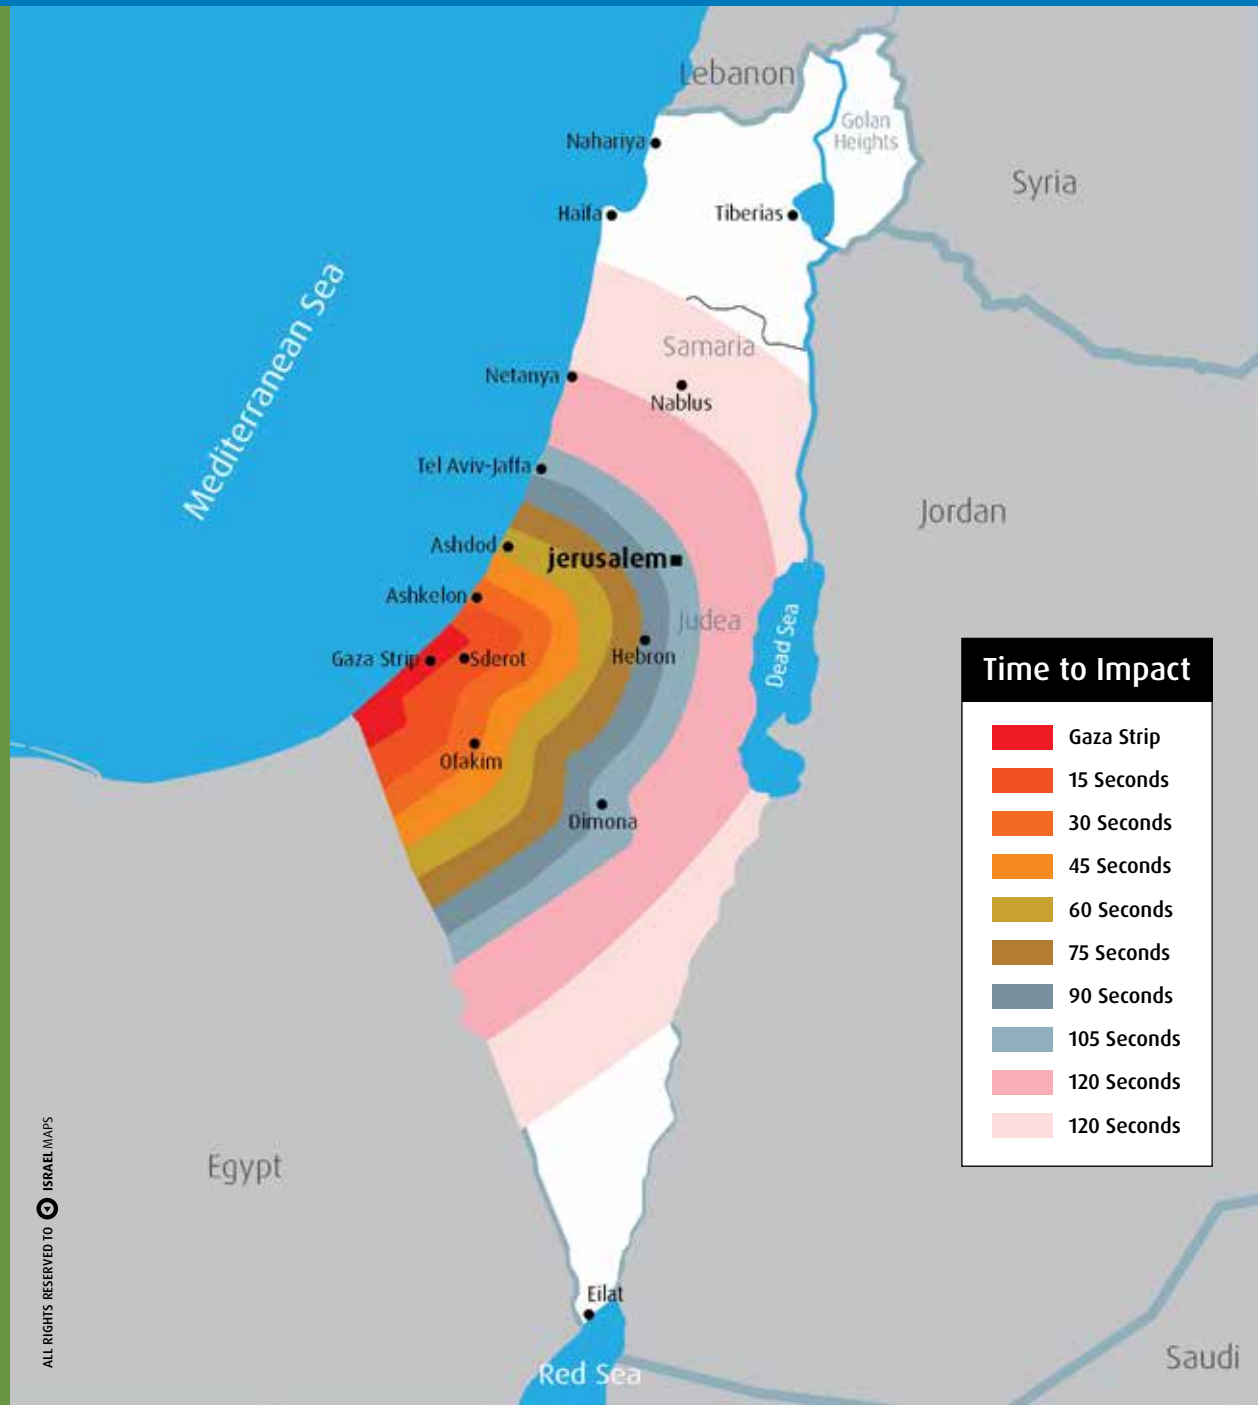 Lebanon
Golan
Heights
Nahariya
Syria
Haifa
Tiberias
Mediterranean Sea
Samaria
Netanya
Nablus
Tel Aviv-Jaffa
Jordan
Ashdod
jerusalem
Ashkelon
Judea
Dead Sea
Gaza Strip
Sderot
Hebron
Ofakim
Dimona
Time to Impact
Gaza Strip
15 Seconds
30 Seconds
45 Seconds
60 Seconds
75 Seconds
90 Seconds
105 Seconds
120 Seconds
120 Seconds
Egypt
ALL RIGHTS RESERVED TO ISRAEL MAPS
Eilat
Red Sea
Saudi